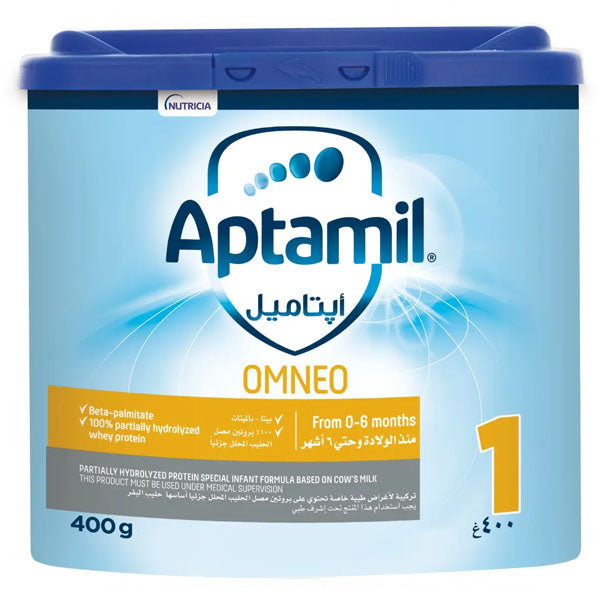 NUTRICIA
Aptamil®
أپتاميل
OMNEO
✓ Beta-palmitate
✓ 100% partially hydrolyzed
whey protein
بيتا - بالميتات ✓
١٠٠٪ بروتين مصل ✓
الحليب المحلل جزئياً
From 0-6 months
منذ الولادة وحتي ٦ أشهر
1
PARTIALLY HYDROLYZED PROTEIN SPECIAL INFANT FORMULA BASED ON COW'S MILK
THIS PRODUCT MUST BE USED UNDER MEDICAL SUPERVISION
تركيبة لأغراض طبية خاصة تحتوي على بروتين مصل الحليب المحلل جزئيا أساسها حليب البقر
يجب استخدام هذا المنتج تحت إشرف طبي
400 g
٤٠٠ غ